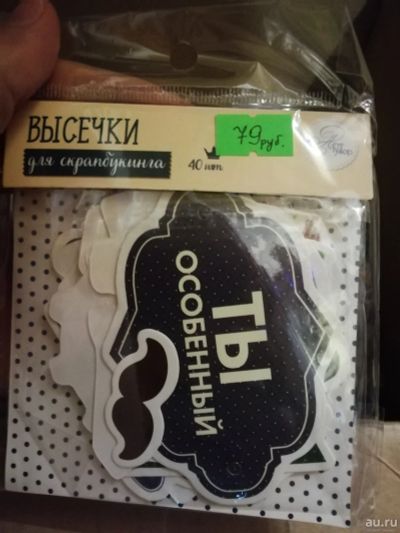 ВЫСЕЧКИ
для скрапбукинга
40 шт
79руб.
ТЫ
ОСОБЕННЫЙ
au.ru